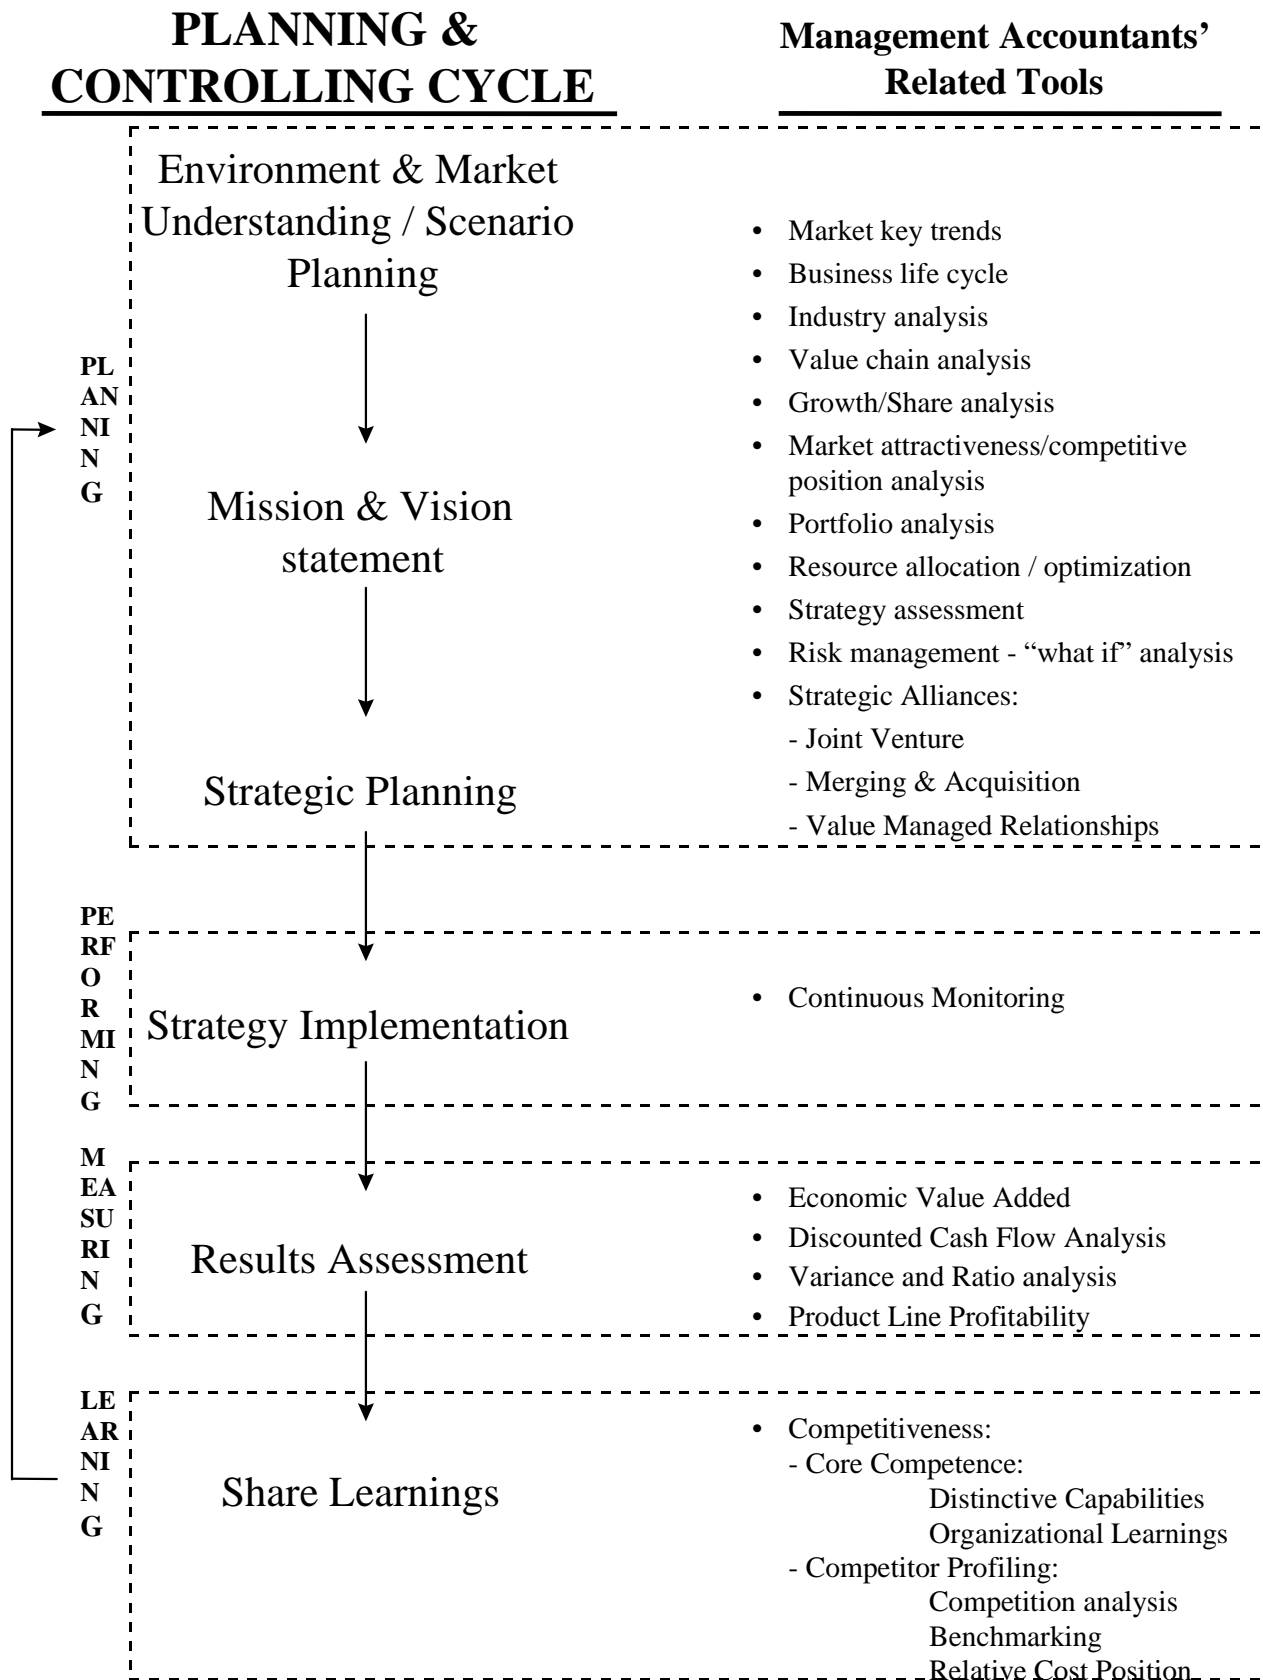 PLANNING &
CONTROLLING CYCLE
Management Accountants’
Related Tools
PL
AN
NI
N
G
Environment & Market
Understanding / Scenario
Planning
Mission & Vision
statement
Strategic Planning
• Market key trends
• Business life cycle
• Industry analysis
• Value chain analysis
• Growth/Share analysis
• Market attractiveness/competitive
position analysis
• Portfolio analysis
• Resource allocation / optimization
• Strategy assessment
• Risk management - “what if” analysis
• Strategic Alliances:
- Joint Venture
- Merging & Acquisition
- Value Managed Relationships
PE
RF
O
R
MI
N
G
Strategy Implementation
• Continuous Monitoring
M
EA
SU
RI
N
G
Results Assessment
• Economic Value Added
• Discounted Cash Flow Analysis
• Variance and Ratio analysis
• Product Line Profitability
LE
AR
NI
N
G
Share Learnings
• Competitiveness:
- Core Competence:
Distinctive Capabilities
Organizational Learnings
- Competitor Profiling:
Competition analysis
Benchmarking
Relative Cost Position